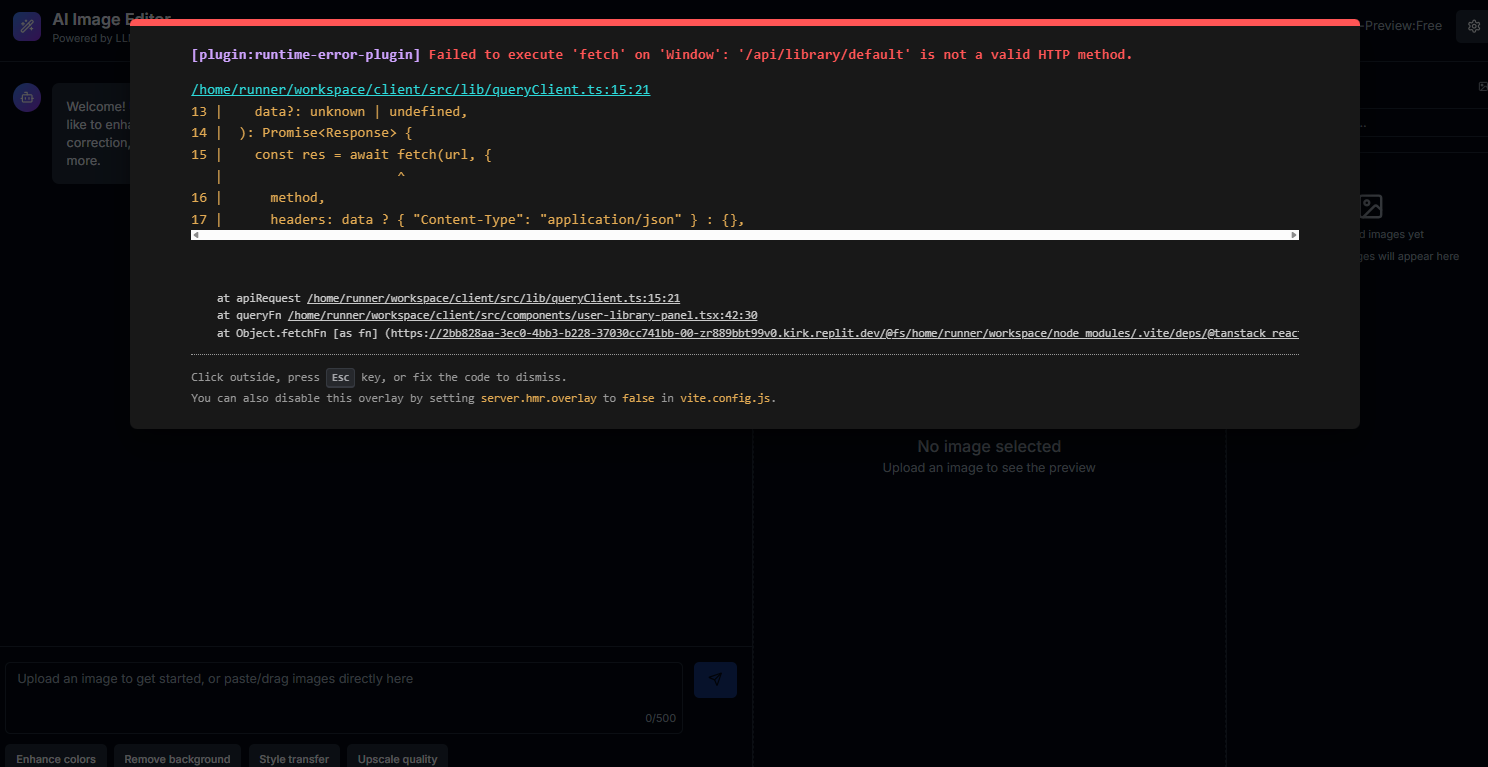 AI Image Editor
Powered by LLM
-Preview:Free
[plugin:runtime-error-plugin] Failed to execute 'fetch' on 'Window': '/api/library/default' is not a valid HTTP method.
/home/runner/workspace/client/src/lib/queryClient.ts:15:21
13 |    data?: unknown | undefined,
14 |  ): Promise<Response> {
15 |    const res = await fetch(url, {
   |                      ^
16 |      method,
17 |      headers: data ? { "Content-Type": "application/json" } : {},
at apiRequest /home/runner/workspace/client/src/lib/queryClient.ts:15:21
at queryFn /home/runner/workspace/client/src/components/user-library-panel.tsx:42:30
at Object.fetchFn [as fn] (https://2bb828aa-3ec0-4bb3-b228-37030cc741bb-00-zr889bbt99v0.kirk.replit.dev/@fs/home/runner/workspace/node_modules/.vite/deps/@tanstack_reac
Click outside, press Esc key, or fix the code to dismiss.
You can also disable this overlay by setting server.hmr.overlay to false in vite.config.js.
Welcome!
like to enha
correction,
more.
...
d images yet
ges will appear here
No image selected
Upload an image to see the preview
Upload an image to get started, or paste/drag images directly here
0/500
Enhance colors
Remove background
Style transfer
Upscale quality